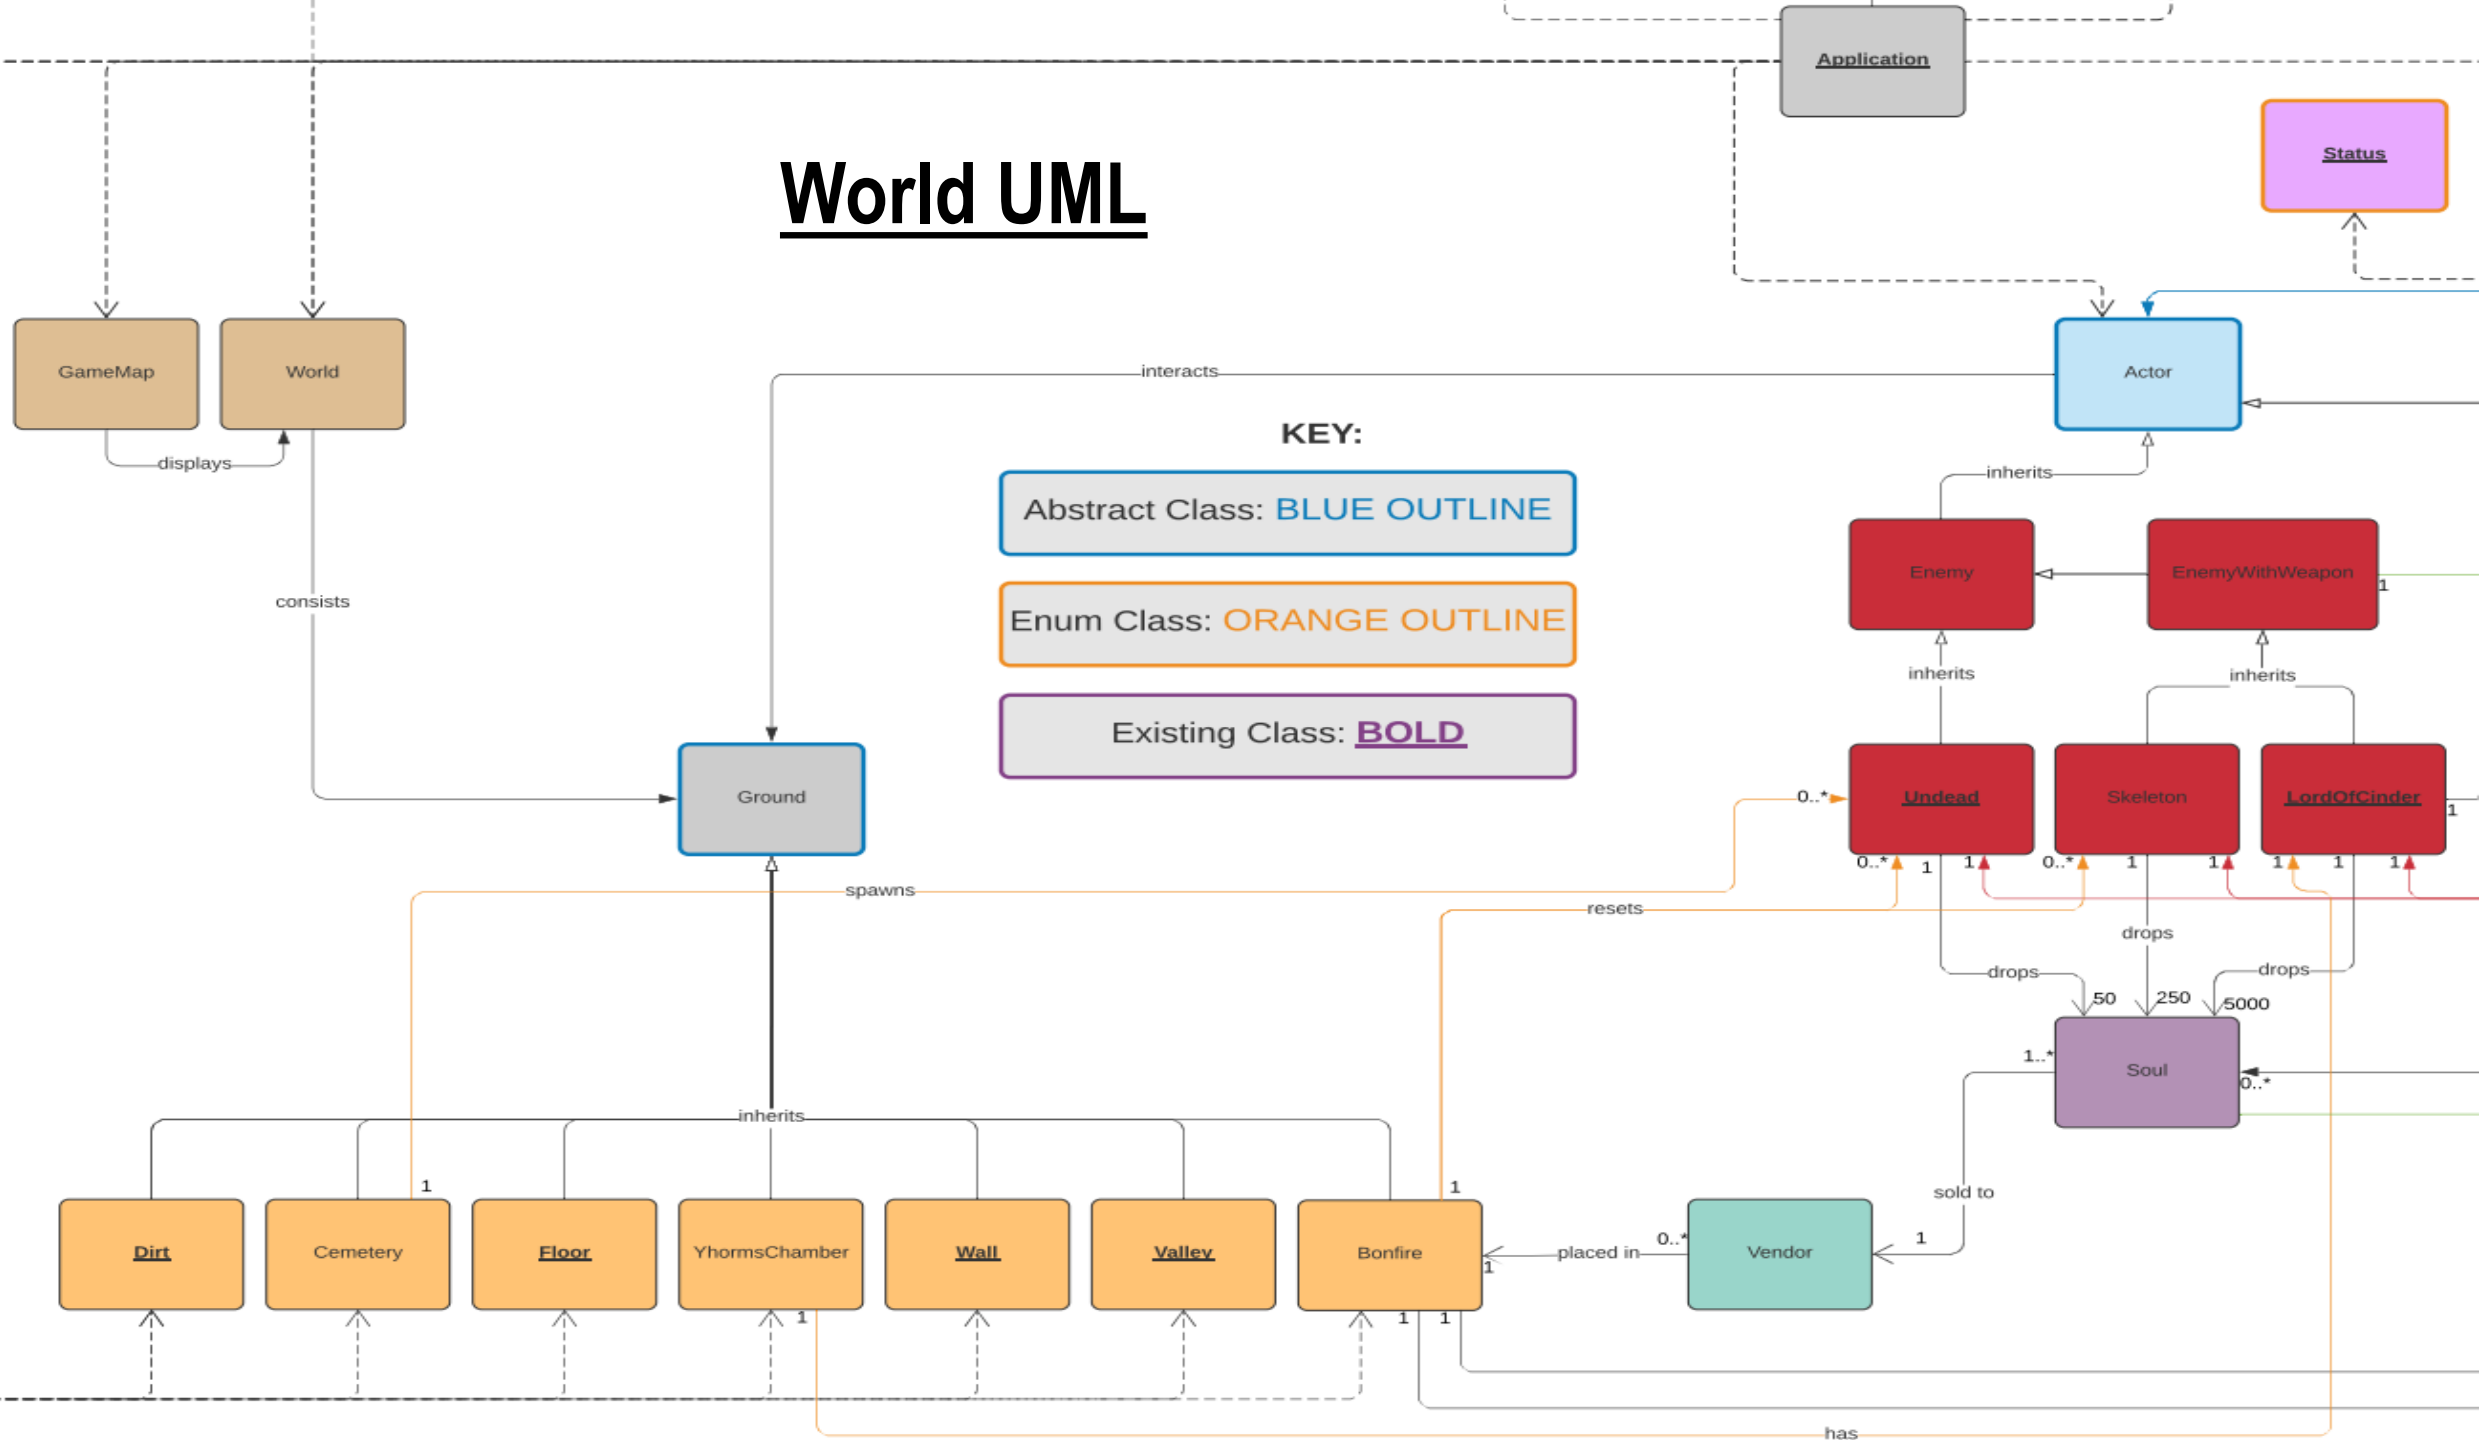 Application
Status
World UML
GameMap
World
interacts
Actor
KEY:
displays
inherits
Abstract Class: BLUE OUTLINE
Enemy
EnemyWithWeapon
1
consists
Enum Class: ORANGE OUTLINE
inherits
inherits
Existing Class: BOLD
Ground
0..*
Undead
Skeleton
LordOfCinder
1
0..*
1
1
0..*
1
1
1
1
1
spawns
resets
drops
drops
drops
50
250
5000
1..*
Soul
0..*
inherits
1
1
sold to
Dirt
Cemetery
Floor
YhormsChamber
Wall
Valley
Bonfire
1
placed in
0..*
Vendor
1
1
1
1
has